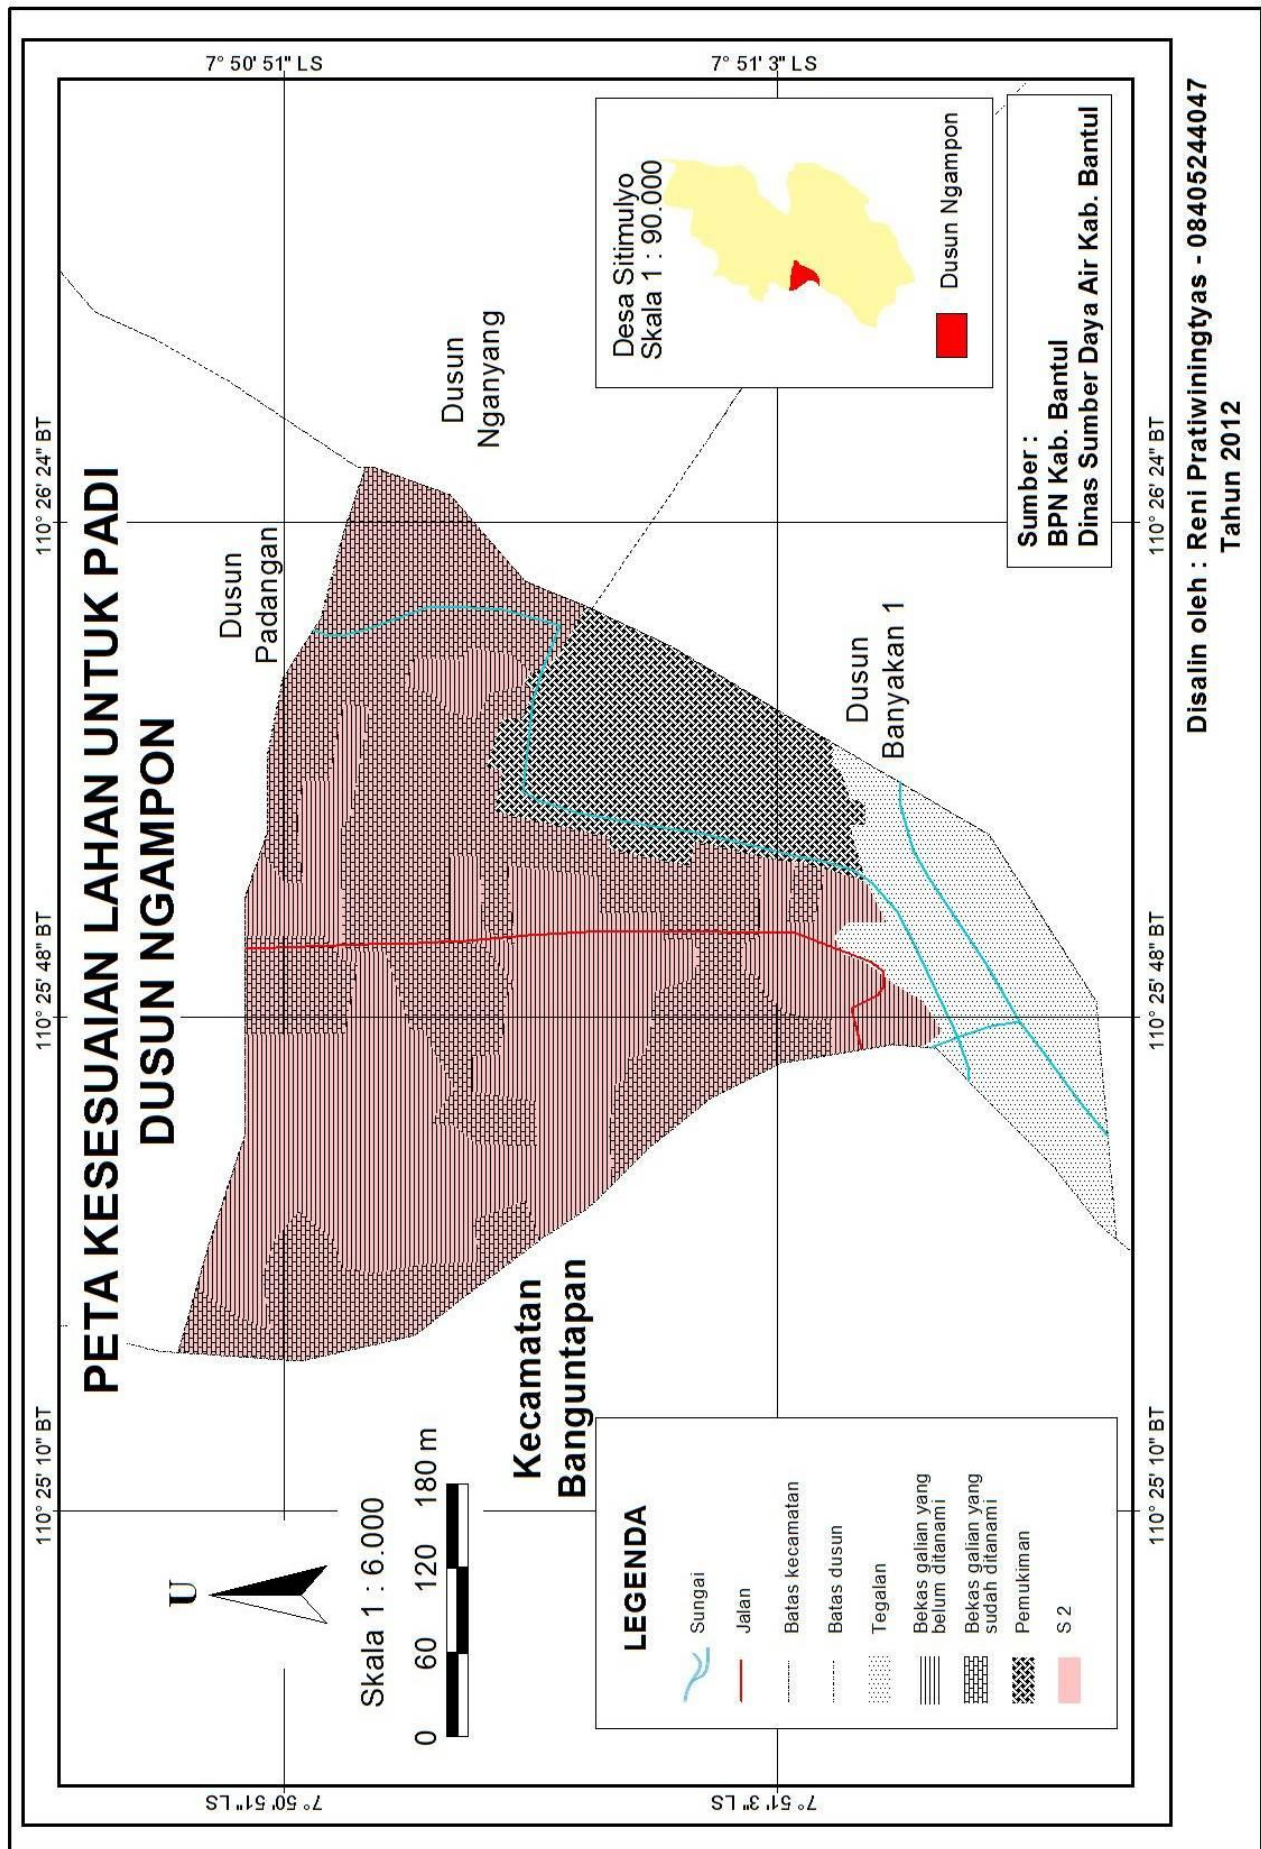 PETA KESESUAIAN LAHAN UNTUK PADI
DUSUN NGAMPON
110° 25' 10" BT
110° 25' 48" BT
110° 26' 24" BT
7° 50' 51" LS
7° 50' 51" LS
7° 51' 3" LS
7° 51' 3" LS
U
Skala 1 : 6.000
0 60 120 180 m
Dusun
Padangan
Dusun
Nganyang
Kecamatan
Banguntapan
Dusun
Banyakan 1
LEGENDA
Sungai
Jalan
Batas kecamatan
Batas dusun
Tegalan
Bekas galian yang
belum ditanami
Bekas galian yang
sudah ditanami
Pemukiman
S 2
Desa Sitimulyo
Skala 1 : 90.000
Dusun Ngampon
Sumber :
BPN Kab. Bantul
Dinas Sumber Daya Air Kab. Bantul
110° 25' 10" BT
110° 25' 48" BT
110° 26' 24" BT
Disalin oleh : Reni Pratiwiningtyas - 08405244047
Tahun 2012